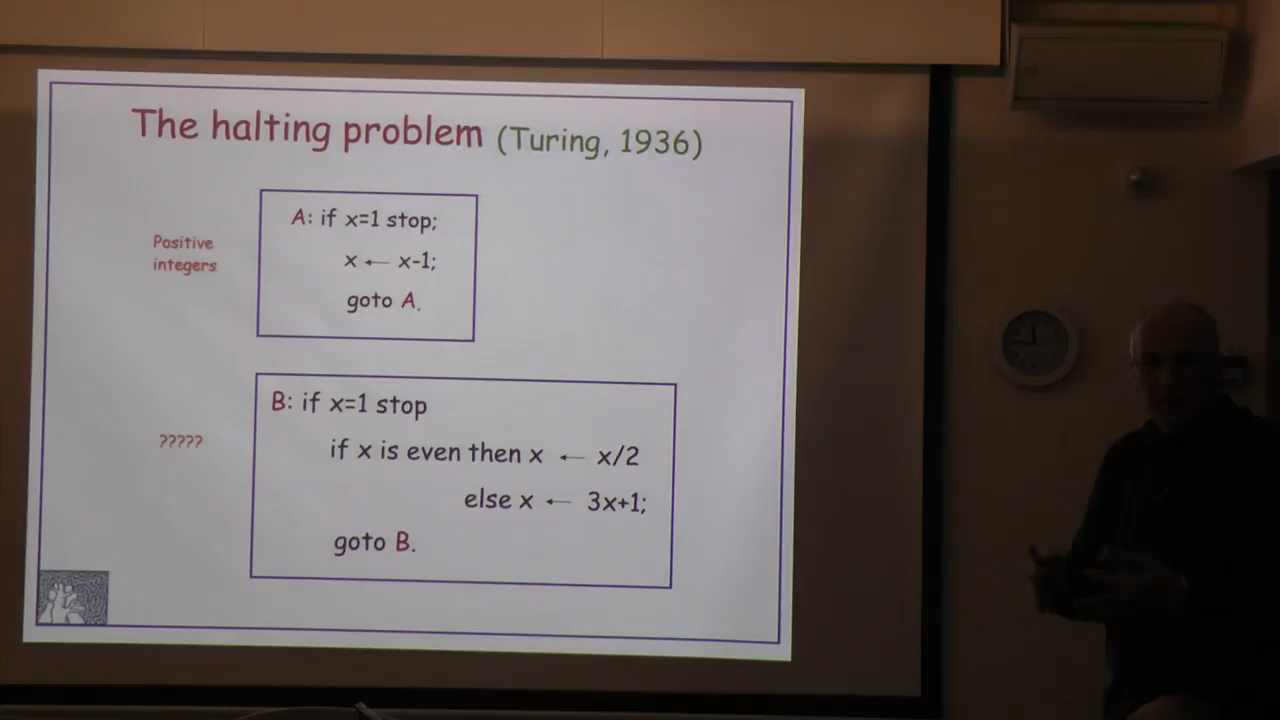 The halting problem (Turing, 1936)
Positive
integers
A: if x=1 stop;
x ← x-1;
goto A.
?????
B: if x=1 stop
if x is even then x ← x/2
else x ← 3x+1;
goto B.